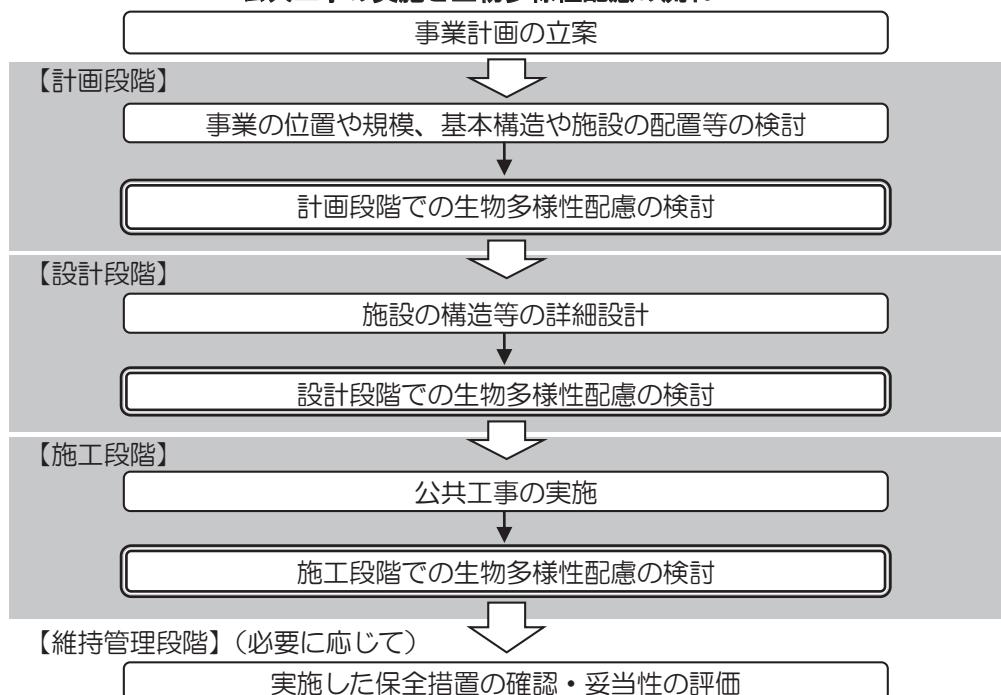 事業計画の立案
【計画段階】
事業の位置や規模、基本構造や施設の配置等の検討
計画段階での生物多様性配慮の検討
【設計段階】
施設の構造等の詳細設計
設計段階での生物多様性配慮の検討
【施工段階】
公共工事の実施
施工段階での生物多様性配慮の検討
【維持管理段階】（必要に応じて）
実施した保全措置の確認・妥当性の評価